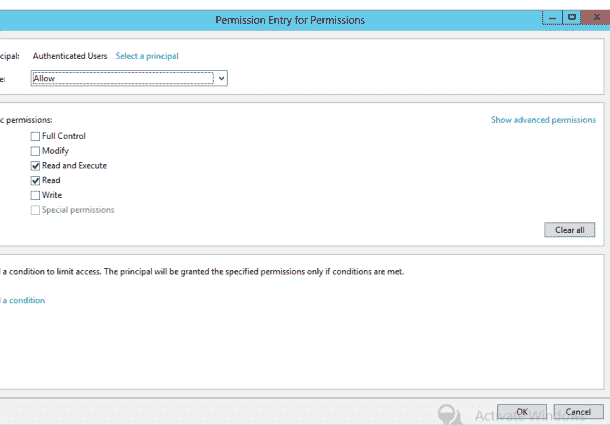 Permission Entry for Permissions
cipal: Authenticated Users Select a principal
e: Allow
c permissions: Show advanced permissions
Full Control
Modify
Read and Execute
Read
Write
Special permissions
Clear all
a condition to limit access. The principal will be granted the specified permissions only if conditions are met.
a condition
Activate Windows
OK Cancel